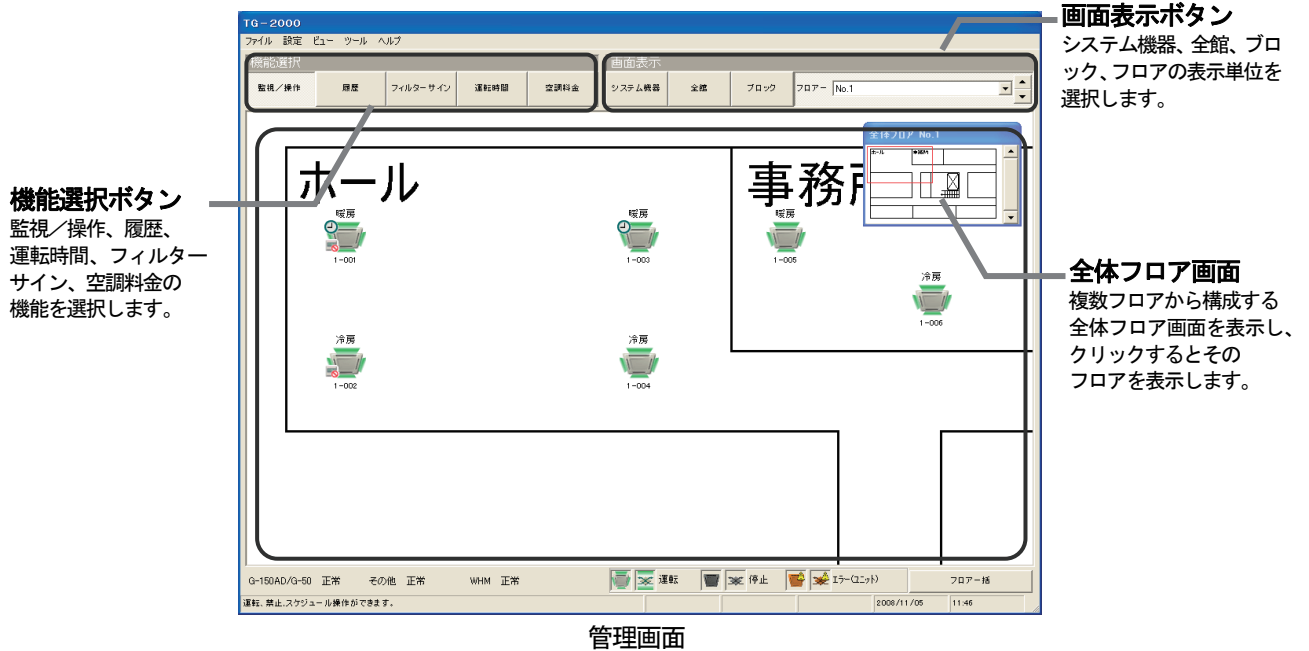 TG-2000
ファイル 設定 ビュー ツール ヘルプ
機能選択
監視／操作 履歴 フィルターサイン 運転時間 空調料金
画面表示
システム機器 全館 ブロック フロアー No.1
画面表示ボタン
システム機器、全館、ブロ
ック、フロアの表示単位を
選択します。
機能選択ボタン
監視／操作、履歴、
運転時間、フィルター
サイン、空調料金の
機能を選択します。
ホール
事務所
全体フロア No.1
ホール
事務所
暖房
1-001
暖房
1-003
暖房
1-005
冷房
1-006
冷房
1-002
冷房
1-004
全体フロア画面
複数フロアから構成する
全体フロア画面を表示し、
クリックするとその
フロアを表示します。
G-150AD/G-50 正常 その他 正常 WHM 正常 運転 停止 エラー(ユニット) フロア一括
運転、禁止、スケジュール操作ができます。 2008/11/05 11:46
管理画面